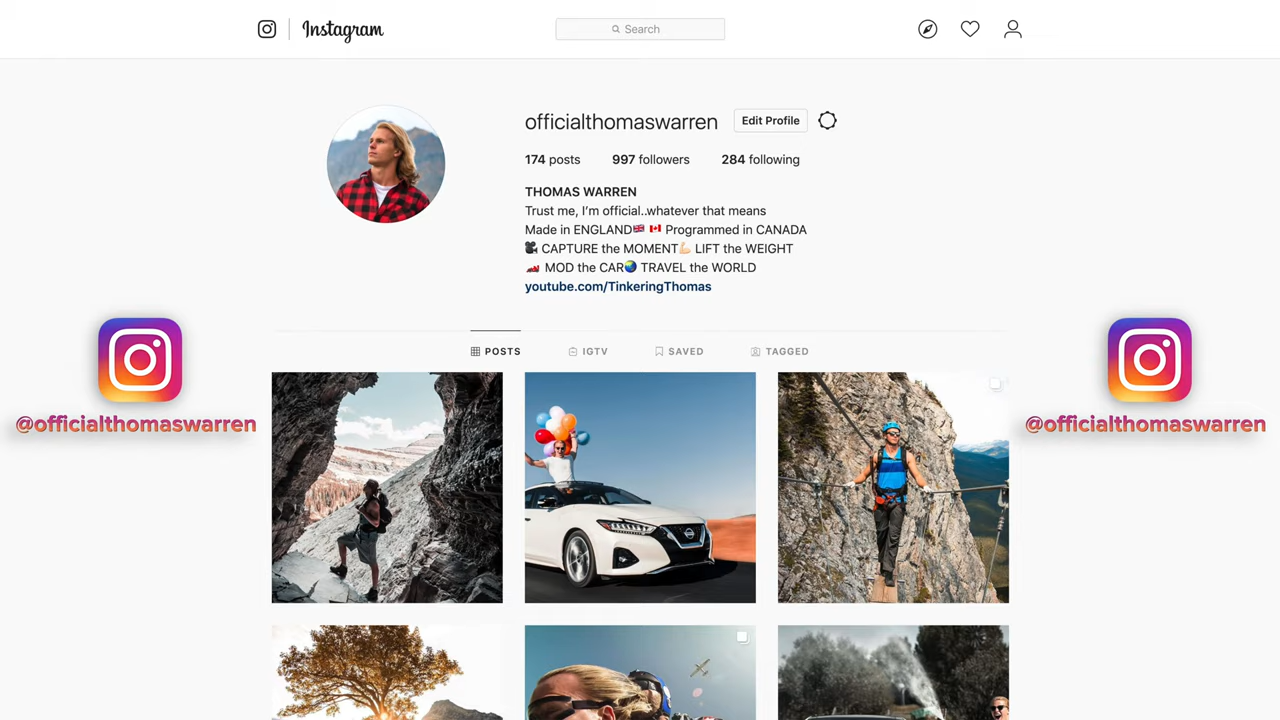 Instagram
Search
officialthomaswarren
Edit Profile
174 posts 997 followers 284 following
THOMAS WARREN
Trust me, I'm official..whatever that means
Made in ENGLAND🇬🇧 🇨🇦 Programmed in CANADA
🎥 CAPTURE the MOMENT💪🏻 LIFT the WEIGHT
🏎 MOD the CAR🌏 TRAVEL the WORLD
youtube.com/TinkeringThomas
POSTS IGTV SAVED TAGGED
@officialthomaswarren
@officialthomaswarren